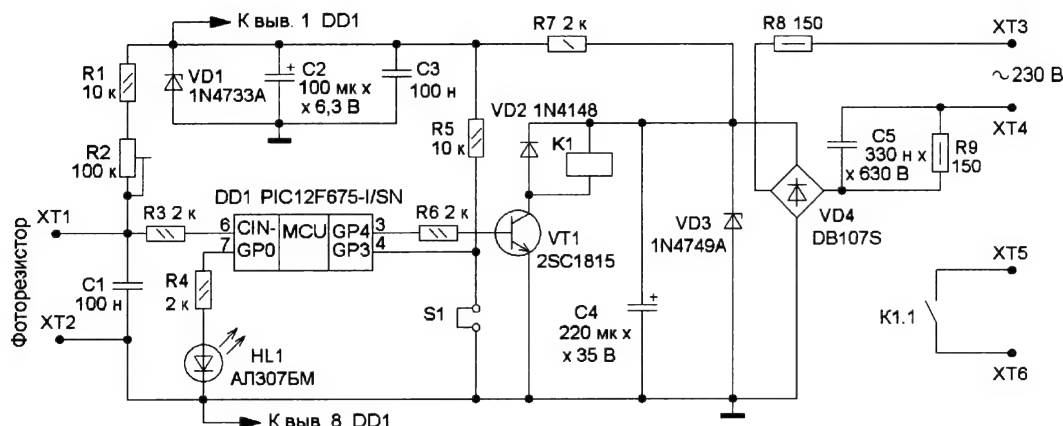 К выв. 1 DD1
R1
10 к
R2
100 к
VD1
1N4733A
C2
100 мк х
х 6,3 В
C3
100 н
R7 2 к
R5
10 к
VD2 1N4148
K1
R8 150
XT3
~230 В
XT4
C5
330 н х
х 630 В
R9
150
VD4
DB107S
VD3
1N4749A
VT1
2SC1815
DD1 PIC12F675-I/SN
6 CIN-
7 GP0
MCU
GP4 3
GP3 4
R6 2 к
R3 2 к
XT1
Фоторезистор
C1
100 н
XT2
R4
2 к
HL1
АЛ307БМ
S1
C4
220 мк х
х 35 В
XT5
K1.1
XT6
К выв. 8 DD1